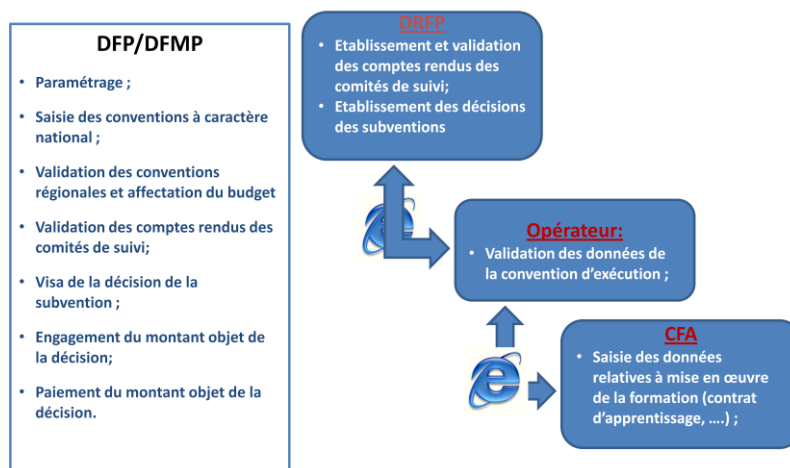 DFP/DFMP
• Paramétrage ;
• Saisie des conventions à caractère
national ;
• Validation des conventions
régionales et affectation du budget
• Validation des comptes rendus des
comités de suivi;
• Visa de la décision de la
subvention ;
• Engagement du montant objet de
la décision;
• Paiement du montant objet de la
décision.
DRFP
• Etablissement et validation
des comptes rendus des
comités de suivi;
• Etablissement des décisions
des subventions
Opérateur:
• Validation des données de
la convention d'exécution ;
CFA
• Saisie des données
relatives à mise en œuvre
de la formation (contrat
d'apprentissage, ....) ;